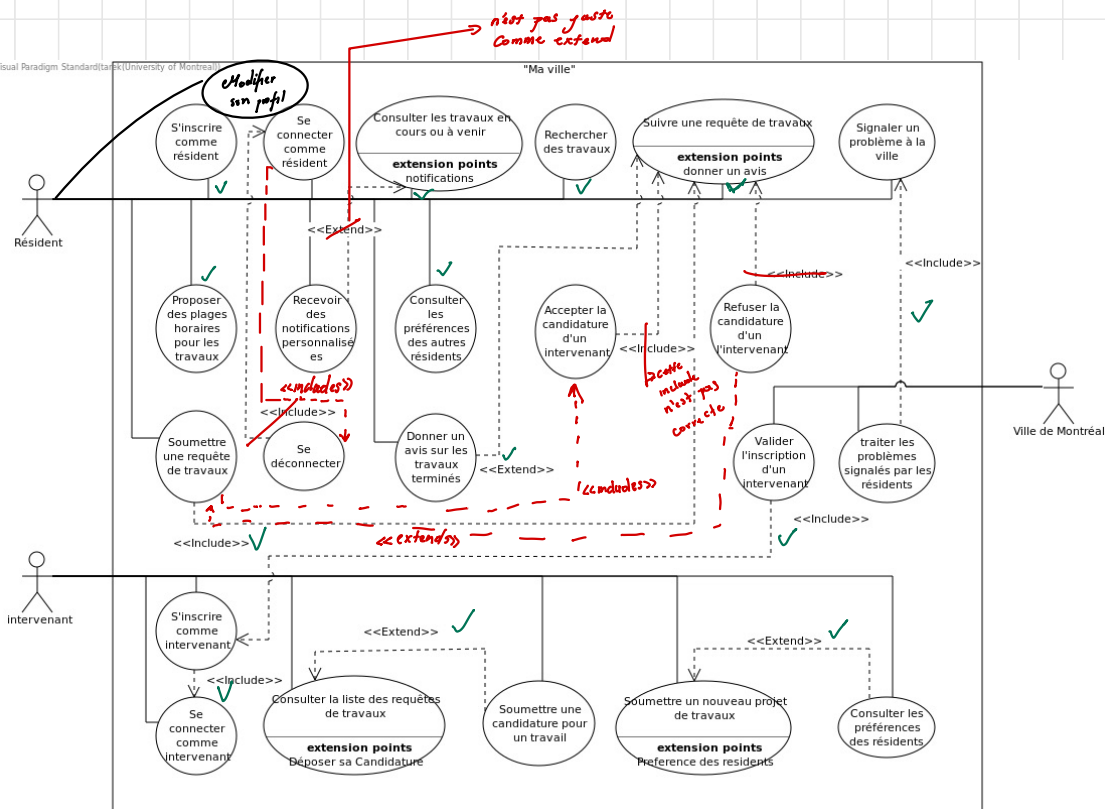 n'est pas juste
Comme extend
isual Paradigm Standard(tarek(University of Montreal))
"Ma ville"
Modifier
son profil
S'inscrire
comme
résident
Se
connecter
comme
résident
Consulter les travaux en
cours ou à venir
extension points
notifications
Rechercher
des travaux
Suivre une requête de travaux
extension points
donner un avis
Signaler un
problème à la
ville
Résident
<<Extend>>
<<Include>>
<<Include>>
Proposer
des plages
horaires
pour les
travaux
Recevoir
des
notifications
personnalisé
es
Consulter
les
préférences
des autres
résidents
Accepter la
candidature
d'un
intervenant
Refuser la
candidature
d'un
l'intervenant
<<Include>>
cette
include
n'est pas
correcte
<<includes>>
<<Include>>
Soumettre
une requête
de travaux
Se
déconnecter
Donner un
avis sur les
travaux
terminés
<<Extend>>
Valider
l'inscription
d'un
intervenant
traiter les
problèmes
signalés par les
résidents
Ville de Montréal
<<includes>>
<<Include>>
<<extends>>
<<Include>>
intervenant
S'inscrire
comme
intervenant
<<Extend>>
<<Extend>>
<<Include>>
Se
connecter
comme
intervenant
Consulter la liste des requêtes
de travaux
extension points
Déposer sa Candidature
Soumettre une
candidature pour
un travail
Soumettre un nouveau projet
de travaux
extension points
Preference des residents
Consulter les
préférences
des résidents